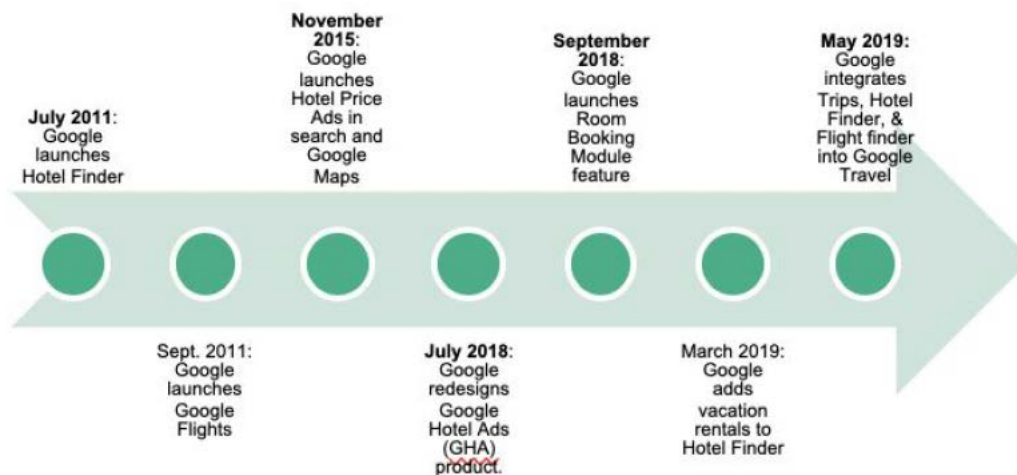 July 2011:
Google
launches
Hotel Finder
Sept. 2011:
Google
launches
Google
Flights
November
2015:
Google
launches
Hotel Price
Ads in
search and
Google
Maps
July 2018:
Google
redesigns
Google
Hotel Ads
(GHA)
product.
September
2018:
Google
launches
Room
Booking
Module
feature
March 2019:
Google
adds
vacation
rentals to
Hotel Finder
May 2019:
Google
integrates
Trips, Hotel
Finder, &
Flight finder
into Google
Travel